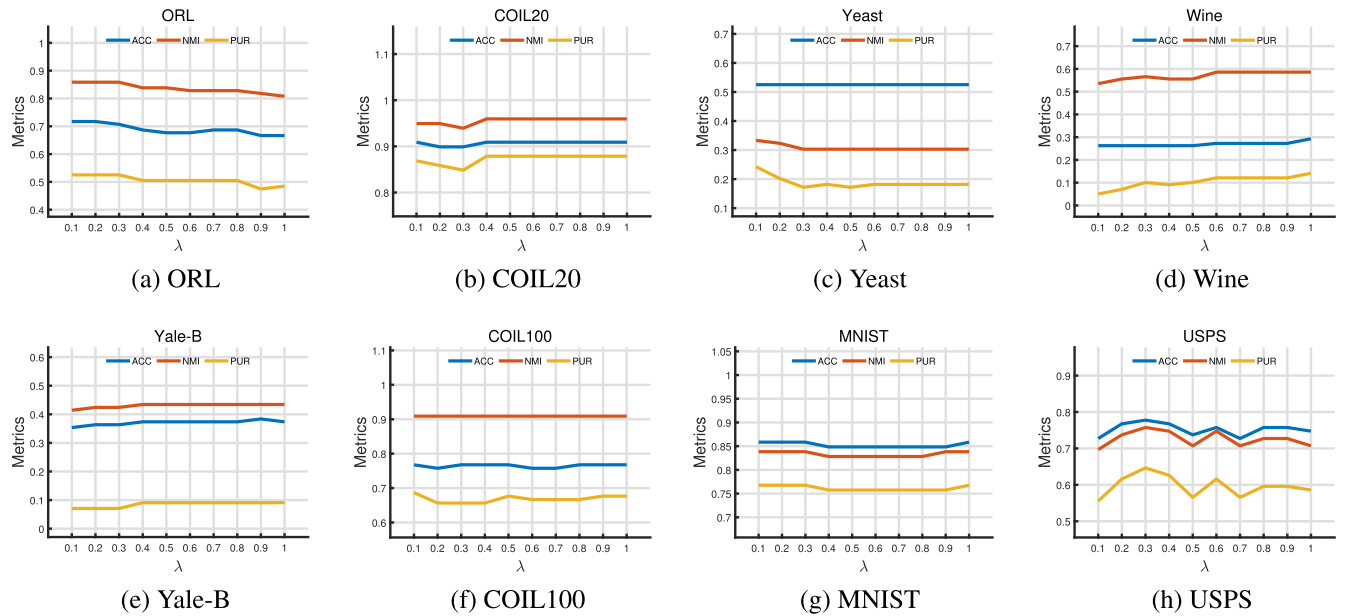 ORL
ACC NMI PUR
1
0.9
0.8
0.7
0.6
0.5
0.4
Metrics
0.1 0.2 0.3 0.4 0.5 0.6 0.7 0.8 0.9 1
λ
(a) ORL
COIL20
ACC NMI PUR
1.1
1
0.9
0.8
Metrics
0.1 0.2 0.3 0.4 0.5 0.6 0.7 0.8 0.9 1
λ
(b) COIL20
Yeast
ACC NMI PUR
0.7
0.6
0.5
0.4
0.3
0.2
0.1
Metrics
0.1 0.2 0.3 0.4 0.5 0.6 0.7 0.8 0.9 1
λ
(c) Yeast
Wine
ACC NMI PUR
0.7
0.6
0.5
0.4
0.3
0.2
0.1
0
Metrics
0.1 0.2 0.3 0.4 0.5 0.6 0.7 0.8 0.9 1
λ
(d) Wine
Yale-B
ACC NMI PUR
0.6
0.5
0.4
0.3
0.2
0.1
0
Metrics
0.1 0.2 0.3 0.4 0.5 0.6 0.7 0.8 0.9 1
λ
(e) Yale-B
COIL100
ACC NMI PUR
1.1
1
0.9
0.8
0.7
0.6
Metrics
0.1 0.2 0.3 0.4 0.5 0.6 0.7 0.8 0.9 1
λ
(f) COIL100
MNIST
ACC NMI PUR
1.05
1
0.95
0.9
0.85
0.8
0.75
0.7
Metrics
0.1 0.2 0.3 0.4 0.5 0.6 0.7 0.8 0.9 1
λ
(g) MNIST
USPS
ACC NMI PUR
0.9
0.8
0.7
0.6
0.5
Metrics
0.1 0.2 0.3 0.4 0.5 0.6 0.7 0.8 0.9 1
λ
(h) USPS